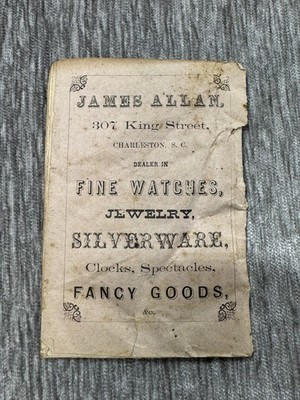 JAMES ALLAN,
307 King Street,
CHARLESTON, S. C.
DEALER IN
FINE WATCHES,
JEWELRY,
SILVERWARE,
Clocks, Spectacles,
FANCY GOODS,
&c.